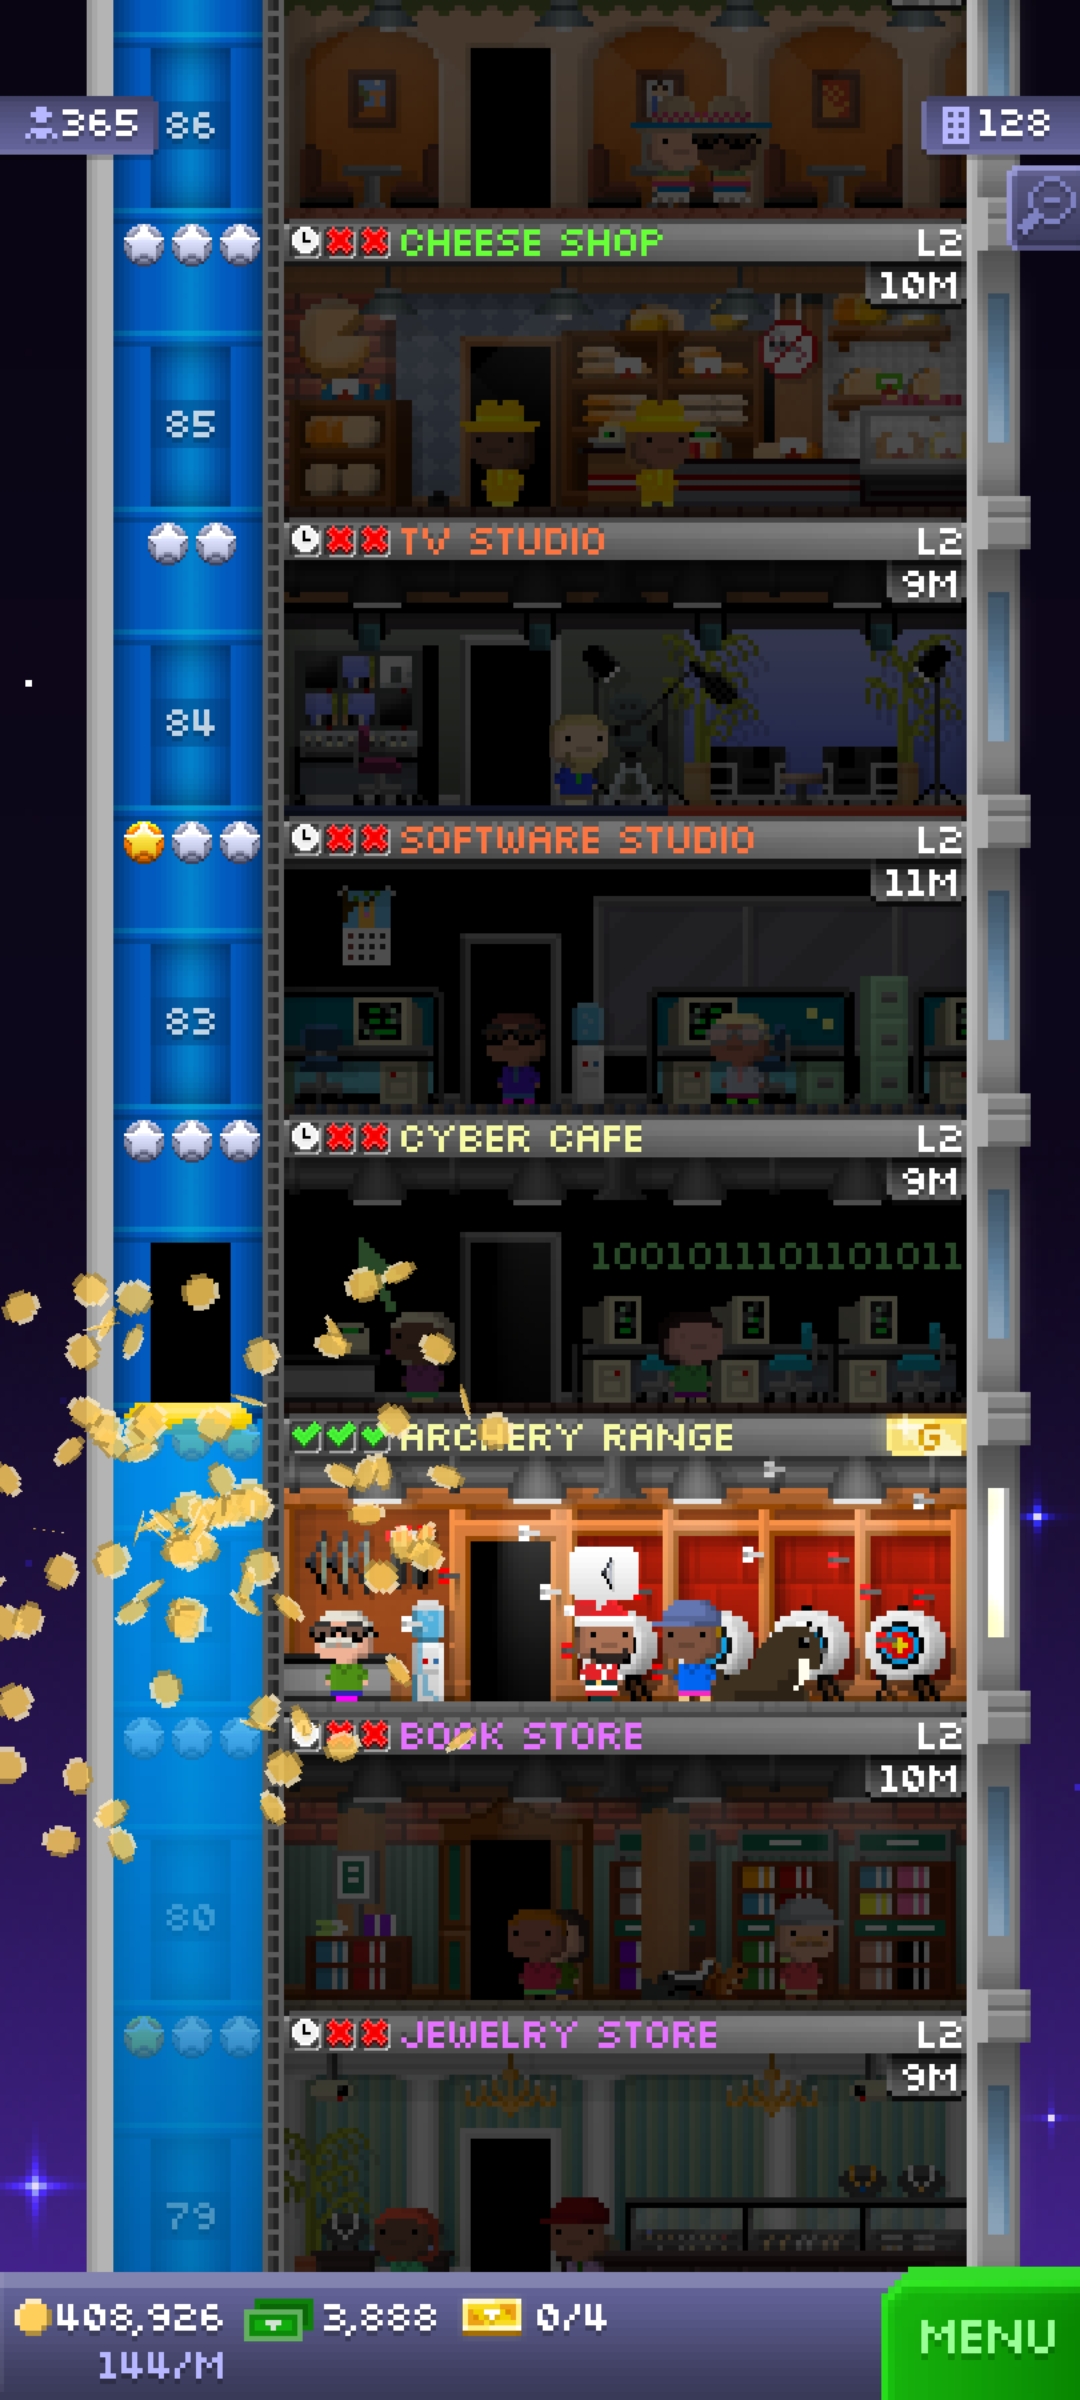 365
86
128
CHEESE SHOP L2
10M
85
TV STUDIO L2
9M
84
SOFTWARE STUDIO L2
11M
83
CYBER CAFE L2
9M
1001011101101011
ARCHERY RANGE G
BOOK STORE L2
10M
80
JEWELRY STORE L2
9M
79
408,926 3,888 0/4
144/M
MENU